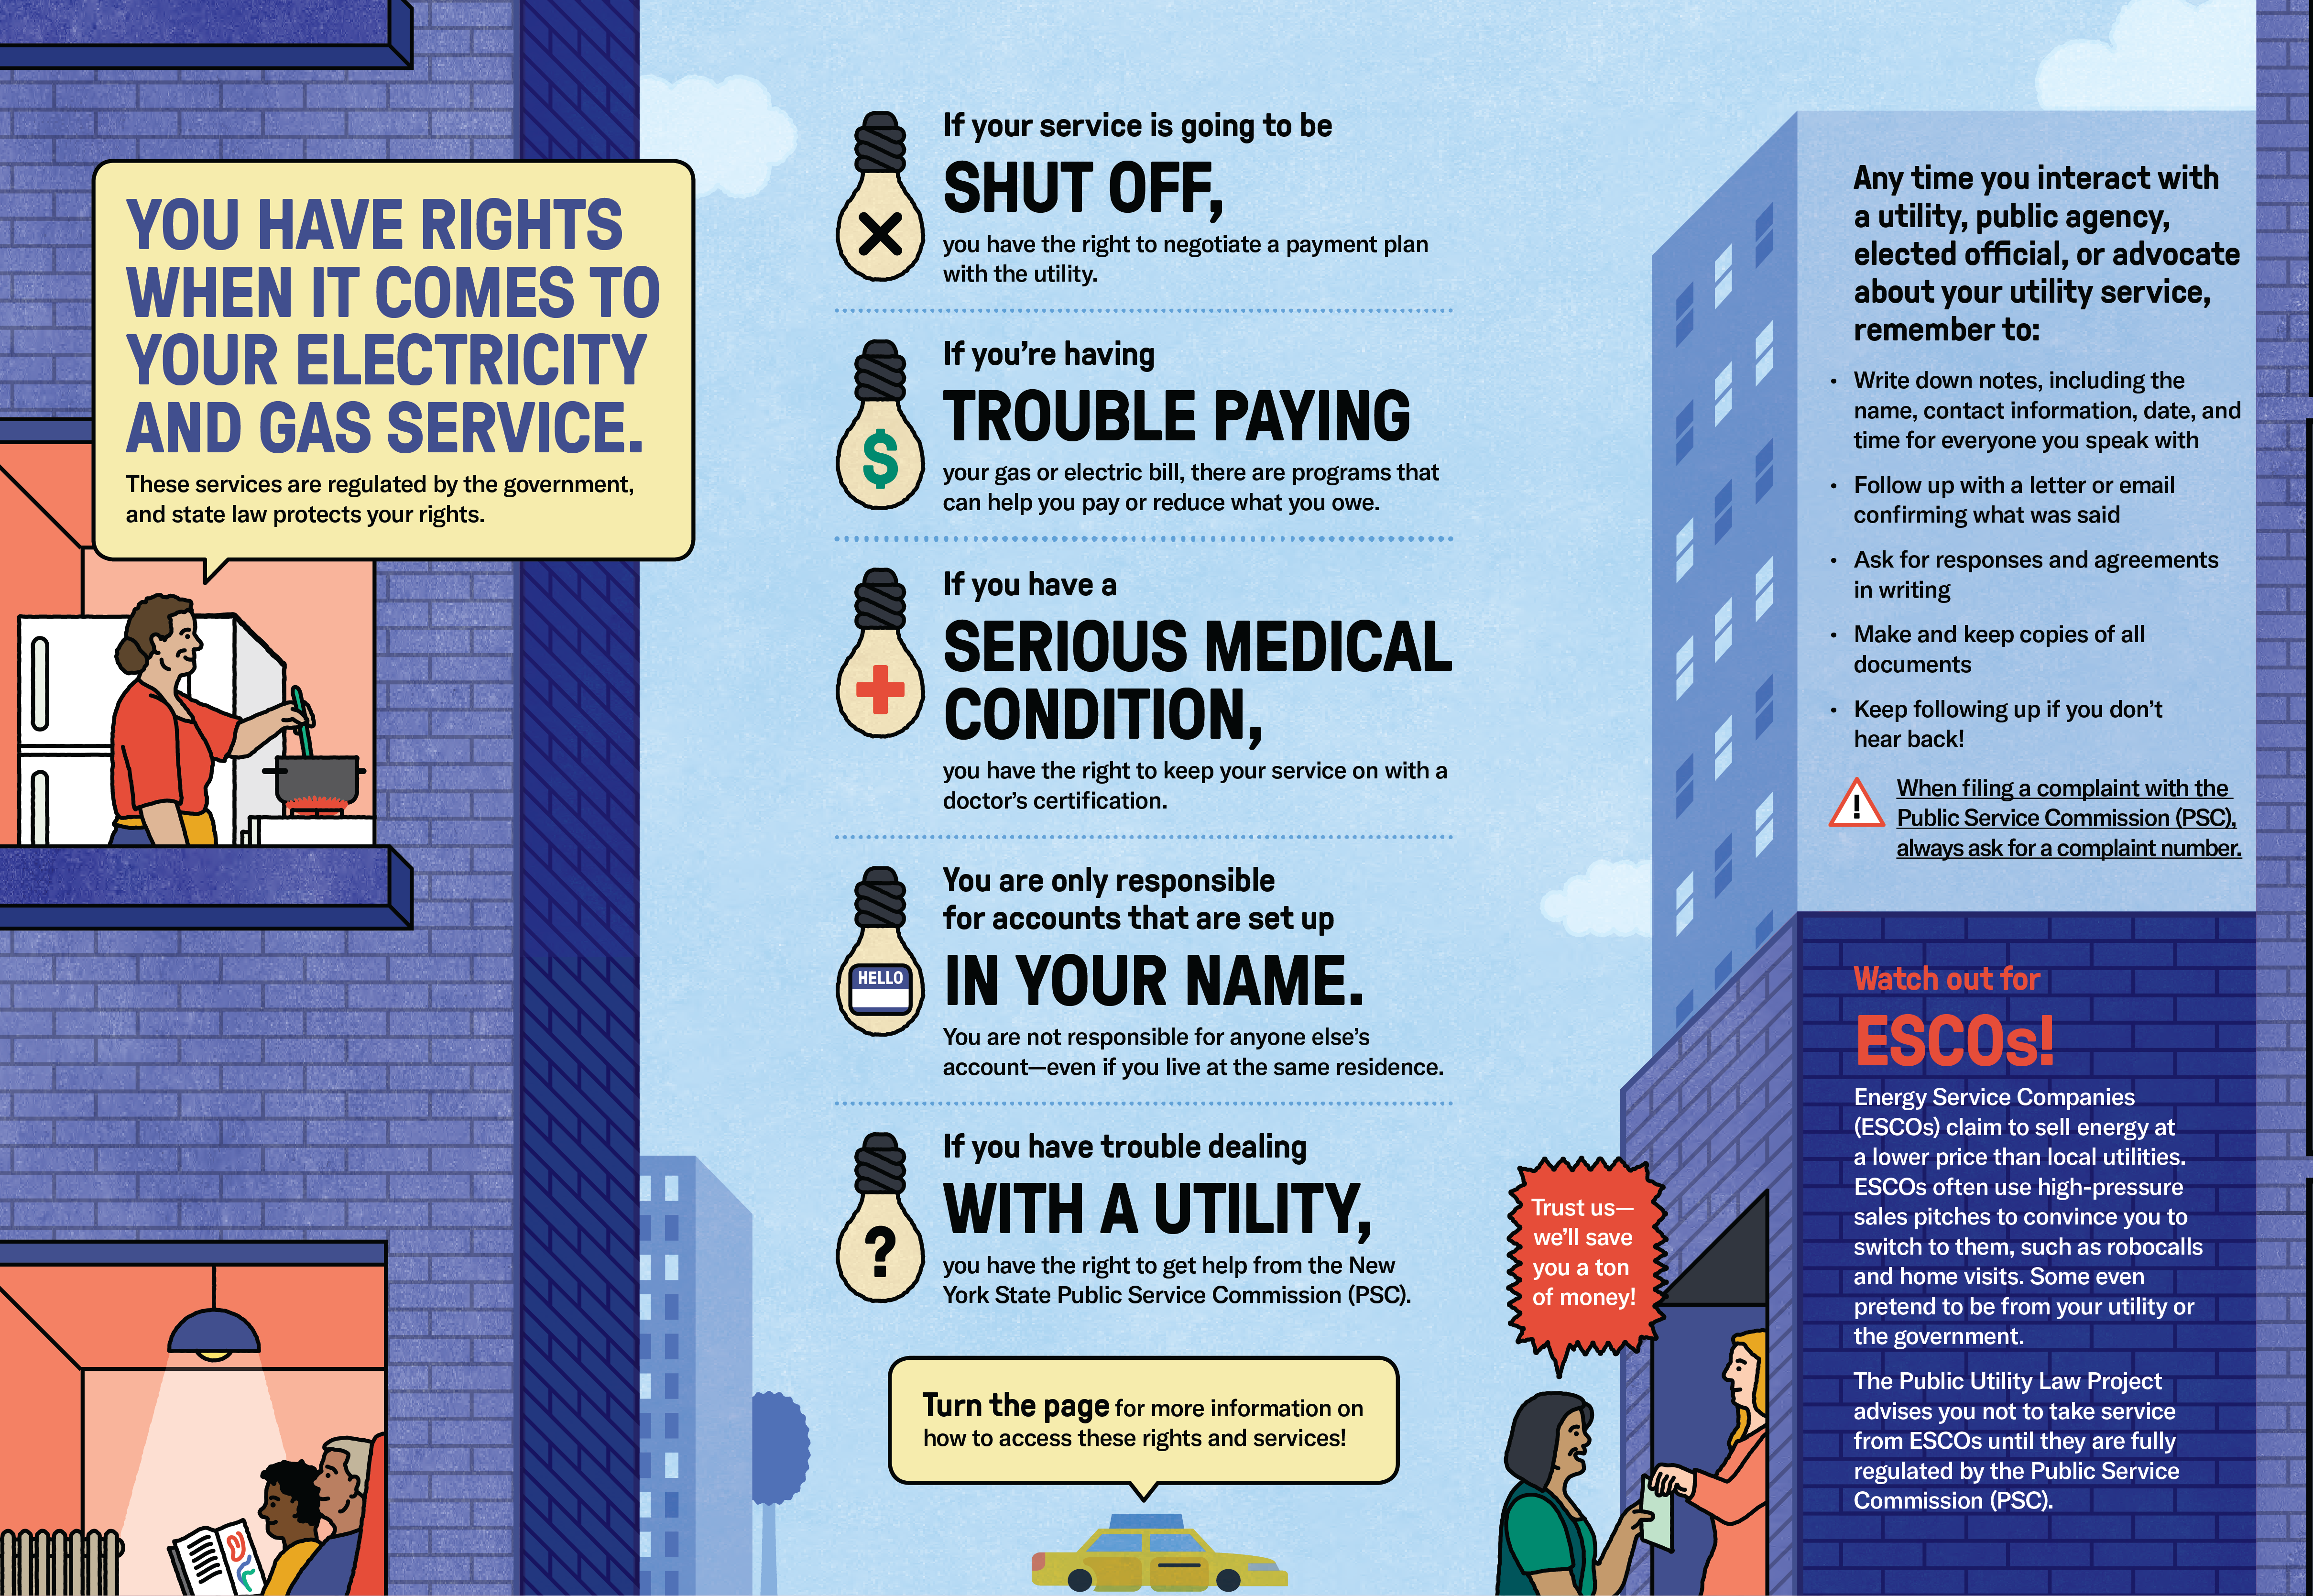 YOU HAVE RIGHTS
WHEN IT COMES TO
YOUR ELECTRICITY
AND GAS SERVICE.
These services are regulated by the government,
and state law protects your rights.
If your service is going to be
SHUT OFF,
you have the right to negotiate a payment plan
with the utility.
If you’re having
TROUBLE PAYING
$
your gas or electric bill, there are programs that
can help you pay or reduce what you owe.
If you have a
SERIOUS MEDICAL
CONDITION,
you have the right to keep your service on with a
doctor’s certification.
You are only responsible
for accounts that are set up
HELLO
IN YOUR NAME.
You are not responsible for anyone else’s
account—even if you live at the same residence.
If you have trouble dealing
WITH A UTILITY,
?
you have the right to get help from the New
York State Public Service Commission (PSC).
Turn the page for more information on
how to access these rights and services!
Trust us—
we’ll save
you a ton
of money!
Any time you interact with
a utility, public agency,
elected official, or advocate
about your utility service,
remember to:
• Write down notes, including the
name, contact information, date, and
time for everyone you speak with
• Follow up with a letter or email
confirming what was said
• Ask for responses and agreements
in writing
• Make and keep copies of all
documents
• Keep following up if you don’t
hear back!
!
When filing a complaint with the
Public Service Commission (PSC),
always ask for a complaint number.
Watch out for
ESCOs!
Energy Service Companies
(ESCOs) claim to sell energy at
a lower price than local utilities.
ESCOs often use high-pressure
sales pitches to convince you to
switch to them, such as robocalls
and home visits. Some even
pretend to be from your utility or
the government.
The Public Utility Law Project
advises you not to take service
from ESCOs until they are fully
regulated by the Public Service
Commission (PSC).